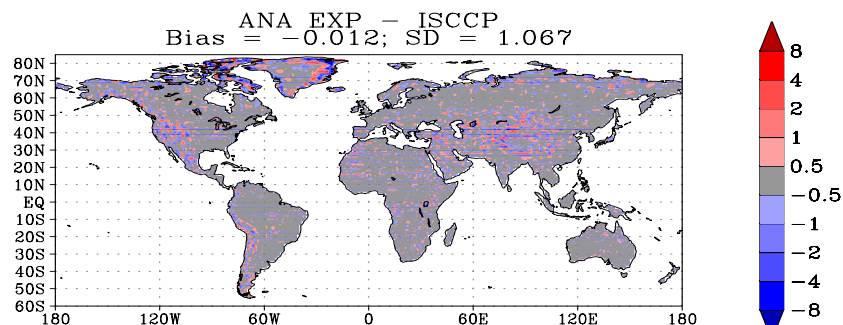 ANA EXP − ISCCP
Bias = −0.012; SD = 1.067
80N
70N
60N
50N
40N
30N
20N
10N
EQ
10S
20S
30S
40S
50S
60S
180 120W 60W 0 60E 120E 180
8
4
2
1
0.5
−0.5
−1
−2
−4
−8